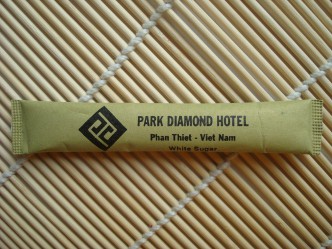 PARK DIAMOND HOTEL
Phan Thiet - Viet Nam
White Sugar